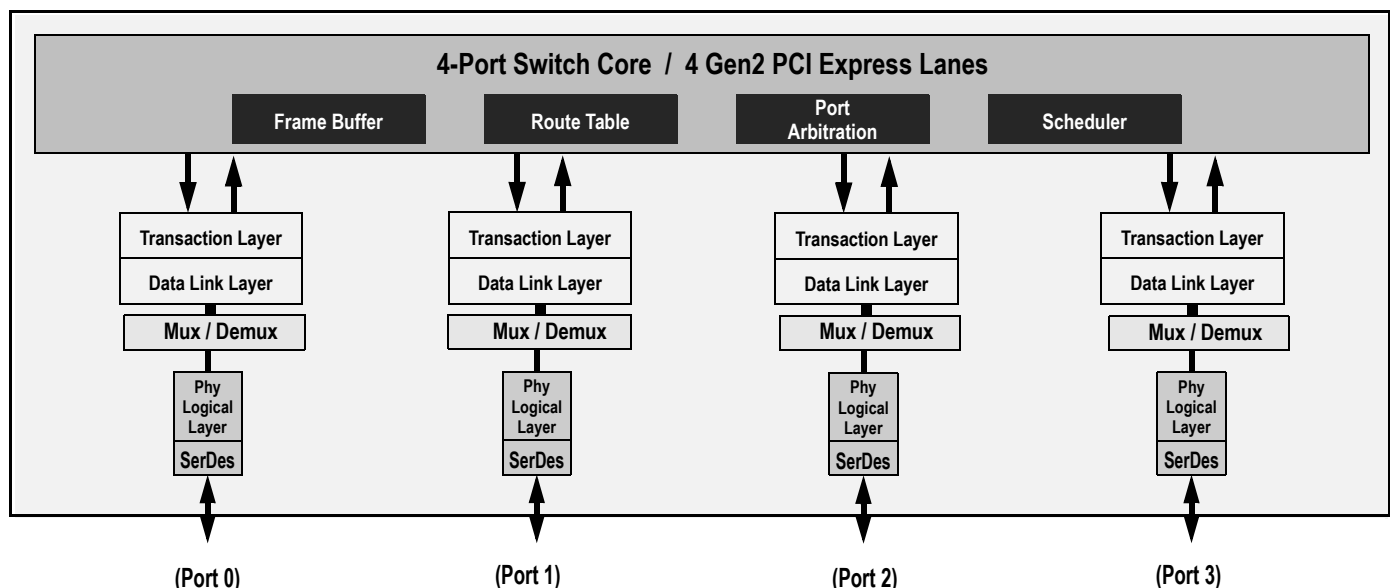 4-Port Switch Core / 4 Gen2 PCI Express Lanes
Frame Buffer
Route Table
Port
Arbitration
Scheduler
Transaction Layer
Transaction Layer
Transaction Layer
Transaction Layer
Data Link Layer
Data Link Layer
Data Link Layer
Data Link Layer
Mux / Demux
Mux / Demux
Mux / Demux
Mux / Demux
Phy
Logical
Layer
Phy
Logical
Layer
Phy
Logical
Layer
Phy
Logical
Layer
SerDes
SerDes
SerDes
SerDes
(Port 0)
(Port 1)
(Port 2)
(Port 3)